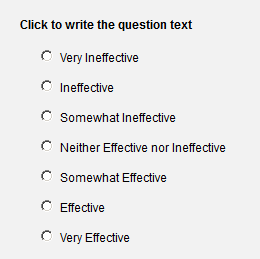 Click to write the question text
Very Ineffective
Ineffective
Somewhat Ineffective
Neither Effective nor Ineffective
Somewhat Effective
Effective
Very Effective